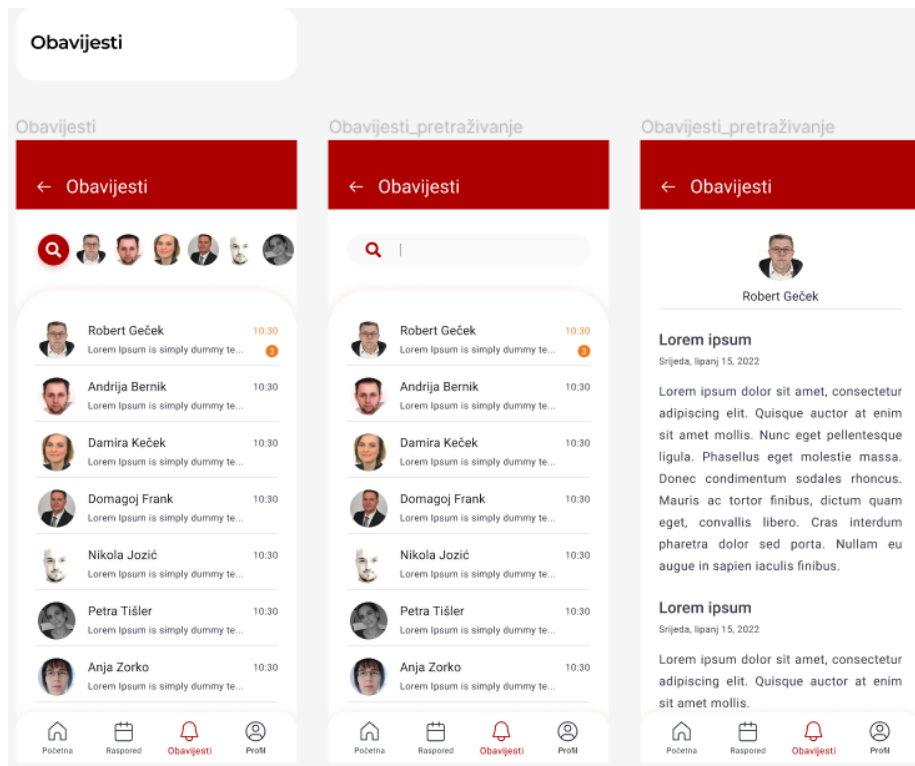 Obavijesti
Obavijesti
Obavijesti
Robert Geček 10:30
Lorem Ipsum is simply dummy te... 3
Andrija Bernik 10:30
Lorem Ipsum is simply dummy te...
Damira Keček 10:30
Lorem Ipsum is simply dummy te...
Domagoj Frank 10:30
Lorem Ipsum is simply dummy te...
Nikola Jozić 10:30
Lorem Ipsum is simply dummy te...
Petra Tišler 10:30
Lorem Ipsum is simply dummy te...
Anja Zorko 10:30
Lorem Ipsum is simply dummy te...
Početna Raspored Obavijesti Profil
Obavijesti_pretraživanje
Obavijesti
Robert Geček 10:30
Lorem Ipsum is simply dummy te... 3
Andrija Bernik 10:30
Lorem Ipsum is simply dummy te...
Damira Keček 10:30
Lorem Ipsum is simply dummy te...
Domagoj Frank 10:30
Lorem Ipsum is simply dummy te...
Nikola Jozić 10:30
Lorem Ipsum is simply dummy te...
Petra Tišler 10:30
Lorem Ipsum is simply dummy te...
Anja Zorko 10:30
Lorem Ipsum is simply dummy te...
Početna Raspored Obavijesti Profil
Obavijesti_pretraživanje
Obavijesti
Robert Geček
Lorem ipsum
Srijeda, lipanj 15, 2022
Lorem ipsum dolor sit amet, consectetur
adipiscing elit. Quisque auctor at enim
sit amet mollis. Nunc eget pellentesque
ligula. Phasellus eget molestie massa.
Donec condimentum sodales rhoncus.
Mauris ac tortor finibus, dictum quam
eget, convallis libero. Cras interdum
pharetra dolor sed porta. Nullam eu
augue in sapien iaculis finibus.
Lorem ipsum
Srijeda, lipanj 15, 2022
Lorem ipsum dolor sit amet, consectetur
adipiscing elit. Quisque auctor at enim
sit amet mollis.
Početna Raspored Obavijesti Profil